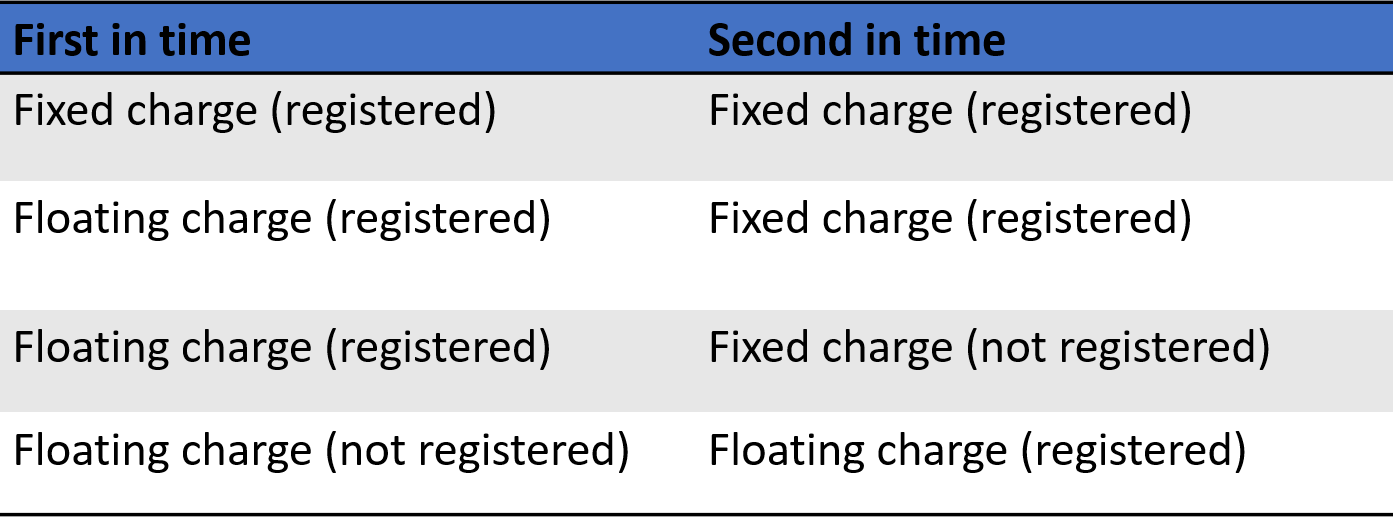 First in time Second in time
Fixed charge (registered) Fixed charge (registered)
Floating charge (registered) Fixed charge (registered)
Floating charge (registered) Fixed charge (not registered)
Floating charge (not registered) Floating charge (registered)